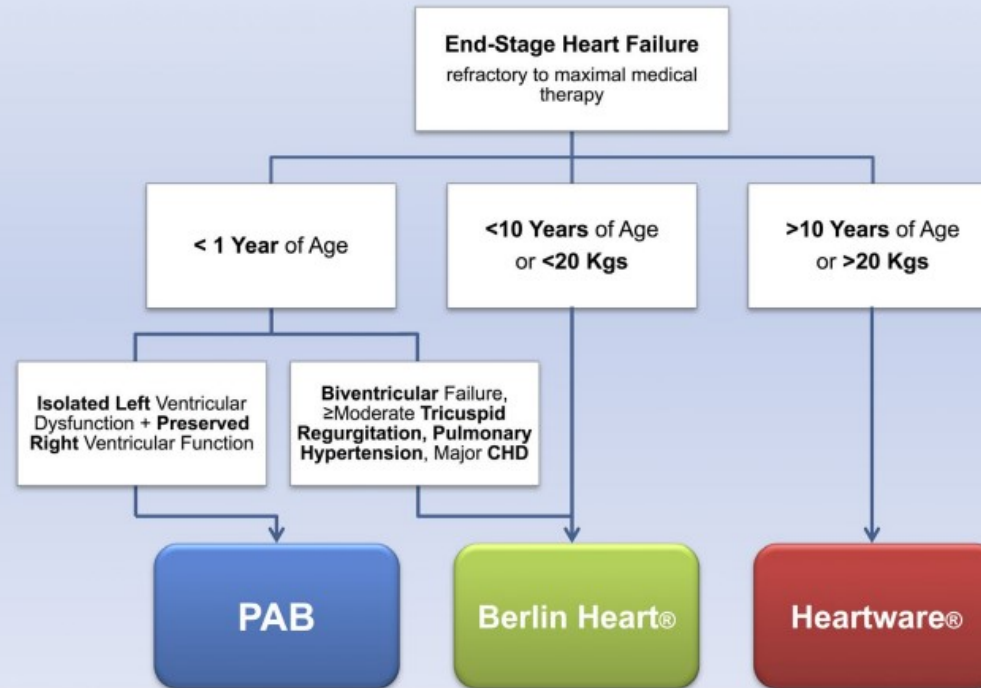 End-Stage Heart Failure
refractory to maximal medical
therapy
< 1 Year of Age
<10 Years of Age
or <20 Kgs
>10 Years of Age
or >20 Kgs
Isolated Left Ventricular
Dysfunction + Preserved
Right Ventricular Function
Biventricular Failure,
≥Moderate Tricuspid
Regurgitation, Pulmonary
Hypertension, Major CHD
PAB
Berlin Heart®
Heartware®